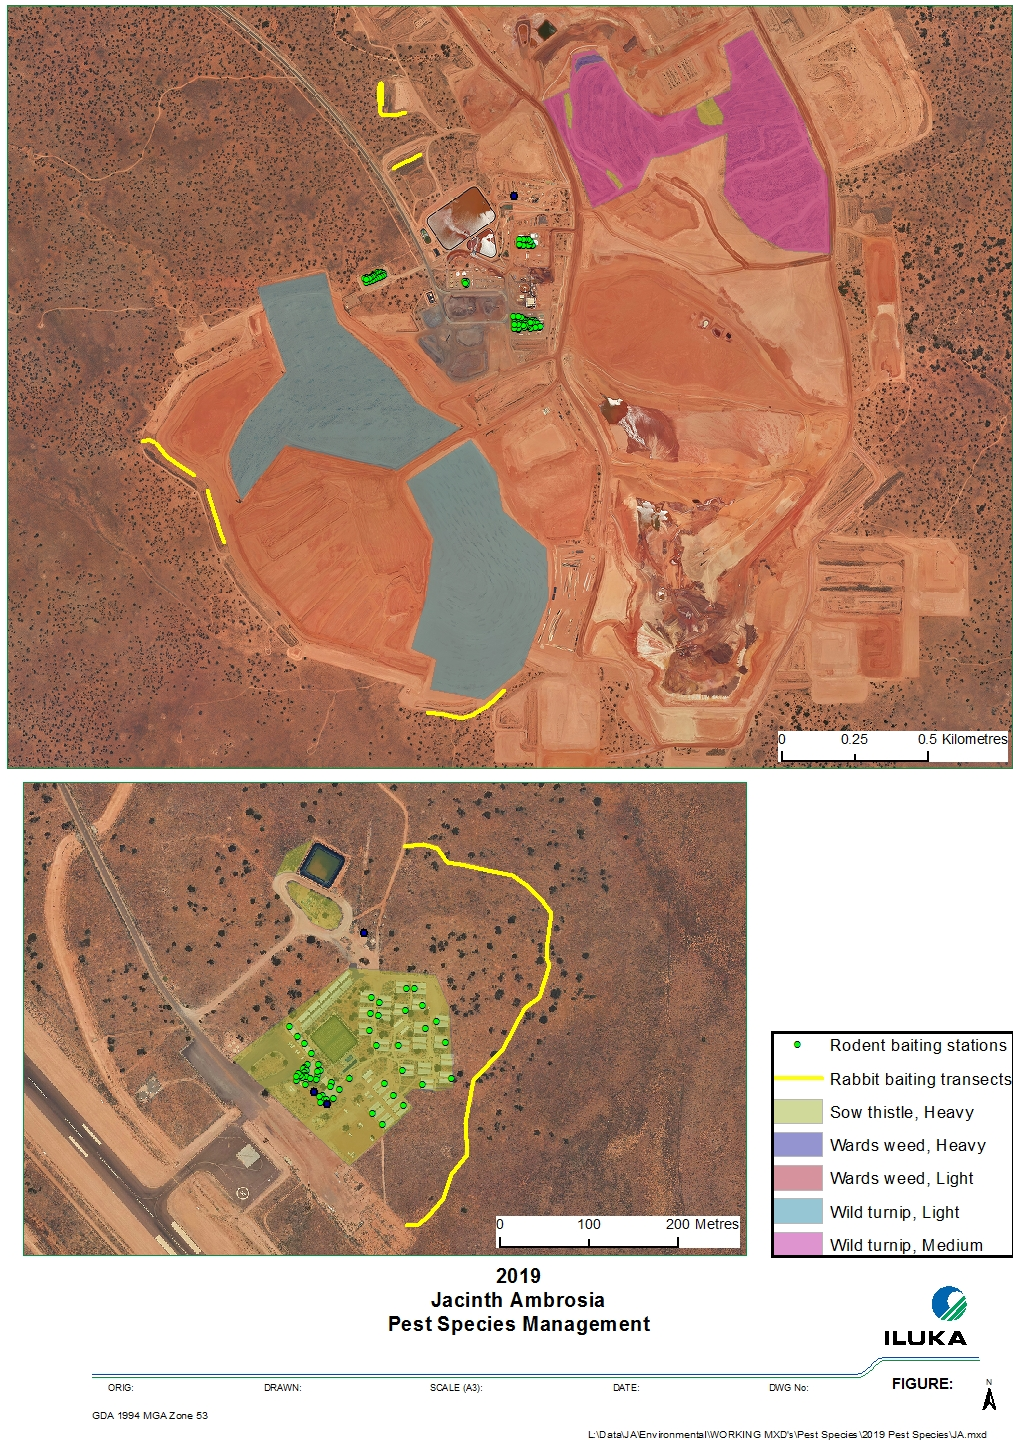 0 0.25 0.5 Kilometres
0 100 200 Metres
Rodent baiting stations
Rabbit baiting transects
Sow thistle, Heavy
Wards weed, Heavy
Wards weed, Light
Wild turnip, Light
Wild turnip, Medium
2019
Jacinth Ambrosia
Pest Species Management
ILUKA
ORIG: DRAWN: SCALE (A3): DATE: DWG No: FIGURE: N
GDA 1994 MGA Zone 53
L:\Data\JA\Environmental\WORKING MXD's\Pest Species\2019 Pest Species\JA.mxd